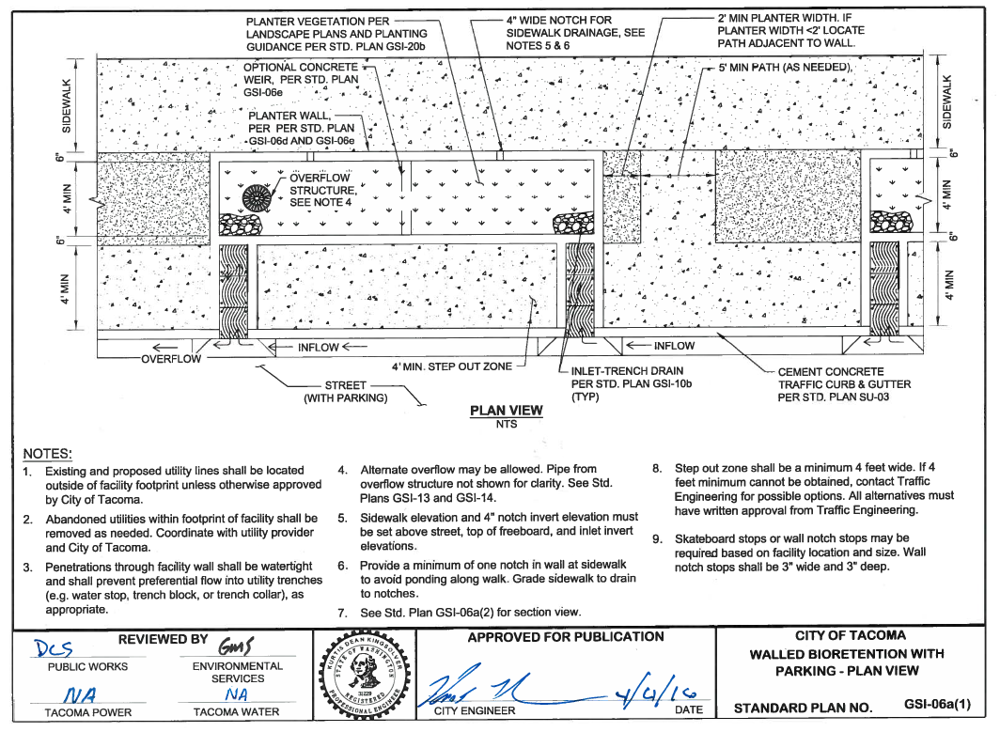 PLANTER VEGETATION PER
LANDSCAPE PLANS AND PLANTING
GUIDANCE PER STD. PLAN GSI-20b
4" WIDE NOTCH FOR
SIDEWALK DRAINAGE, SEE
NOTES 5 & 6
2' MIN PLANTER WIDTH. IF
PLANTER WIDTH <2' LOCATE
PATH ADJACENT TO WALL.
OPTIONAL CONCRETE
WEIR, PER STD. PLAN
GSI-06e
5' MIN PATH (AS NEEDED),
PLANTER WALL,
PER PER STD. PLAN
GSI-06d AND GSI-06e
SIDEWALK
SIDEWALK
6"
6"
OVERFLOW
STRUCTURE,
SEE NOTE 4
4' MIN
4' MIN
6"
6"
4' MIN
4' MIN
OVERFLOW
INFLOW
INFLOW
4' MIN. STEP OUT ZONE
INLET-TRENCH DRAIN
PER STD. PLAN GSI-10b
(TYP)
CEMENT CONCRETE
TRAFFIC CURB & GUTTER
PER STD. PLAN SU-03
STREET
(WITH PARKING)
PLAN VIEW
NTS
NOTES:
1. Existing and proposed utility lines shall be located
outside of facility footprint unless otherwise approved
by City of Tacoma.
2. Abandoned utilities within footprint of facility shall be
removed as needed. Coordinate with utility provider
and City of Tacoma.
3. Penetrations through facility wall shall be watertight
and shall prevent preferential flow into utility trenches
(e.g. water stop, trench block, or trench collar), as
appropriate.
4. Alternate overflow may be allowed. Pipe from
overflow structure not shown for clarity. See Std.
Plans GSI-13 and GSI-14.
5. Sidewalk elevation and 4" notch invert elevation must
be set above street, top of freeboard, and inlet invert
elevations.
6. Provide a minimum of one notch in wall at sidewalk
to avoid ponding along walk. Grade sidewalk to drain
to notches.
7. See Std. Plan GSI-06a(2) for section view.
8. Step out zone shall be a minimum 4 feet wide. If 4
feet minimum cannot be obtained, contact Traffic
Engineering for possible options. All alternatives must
have written approval from Traffic Engineering.
9. Skateboard stops or wall notch stops may be
required based on facility location and size. Wall
notch stops shall be 3" wide and 3" deep.
REVIEWED BY
DCS
GMS
PUBLIC WORKS
ENVIRONMENTAL
SERVICES
NA
NA
TACOMA POWER
TACOMA WATER
KURTIS DEAN KINGSOLVER
STATE OF WASHINGTON
31229
REGISTERED
PROFESSIONAL ENGINEER
APPROVED FOR PUBLICATION
CITY ENGINEER
DATE
CITY OF TACOMA
WALLED BIORETENTION WITH
PARKING - PLAN VIEW
STANDARD PLAN NO. GSI-06a(1)